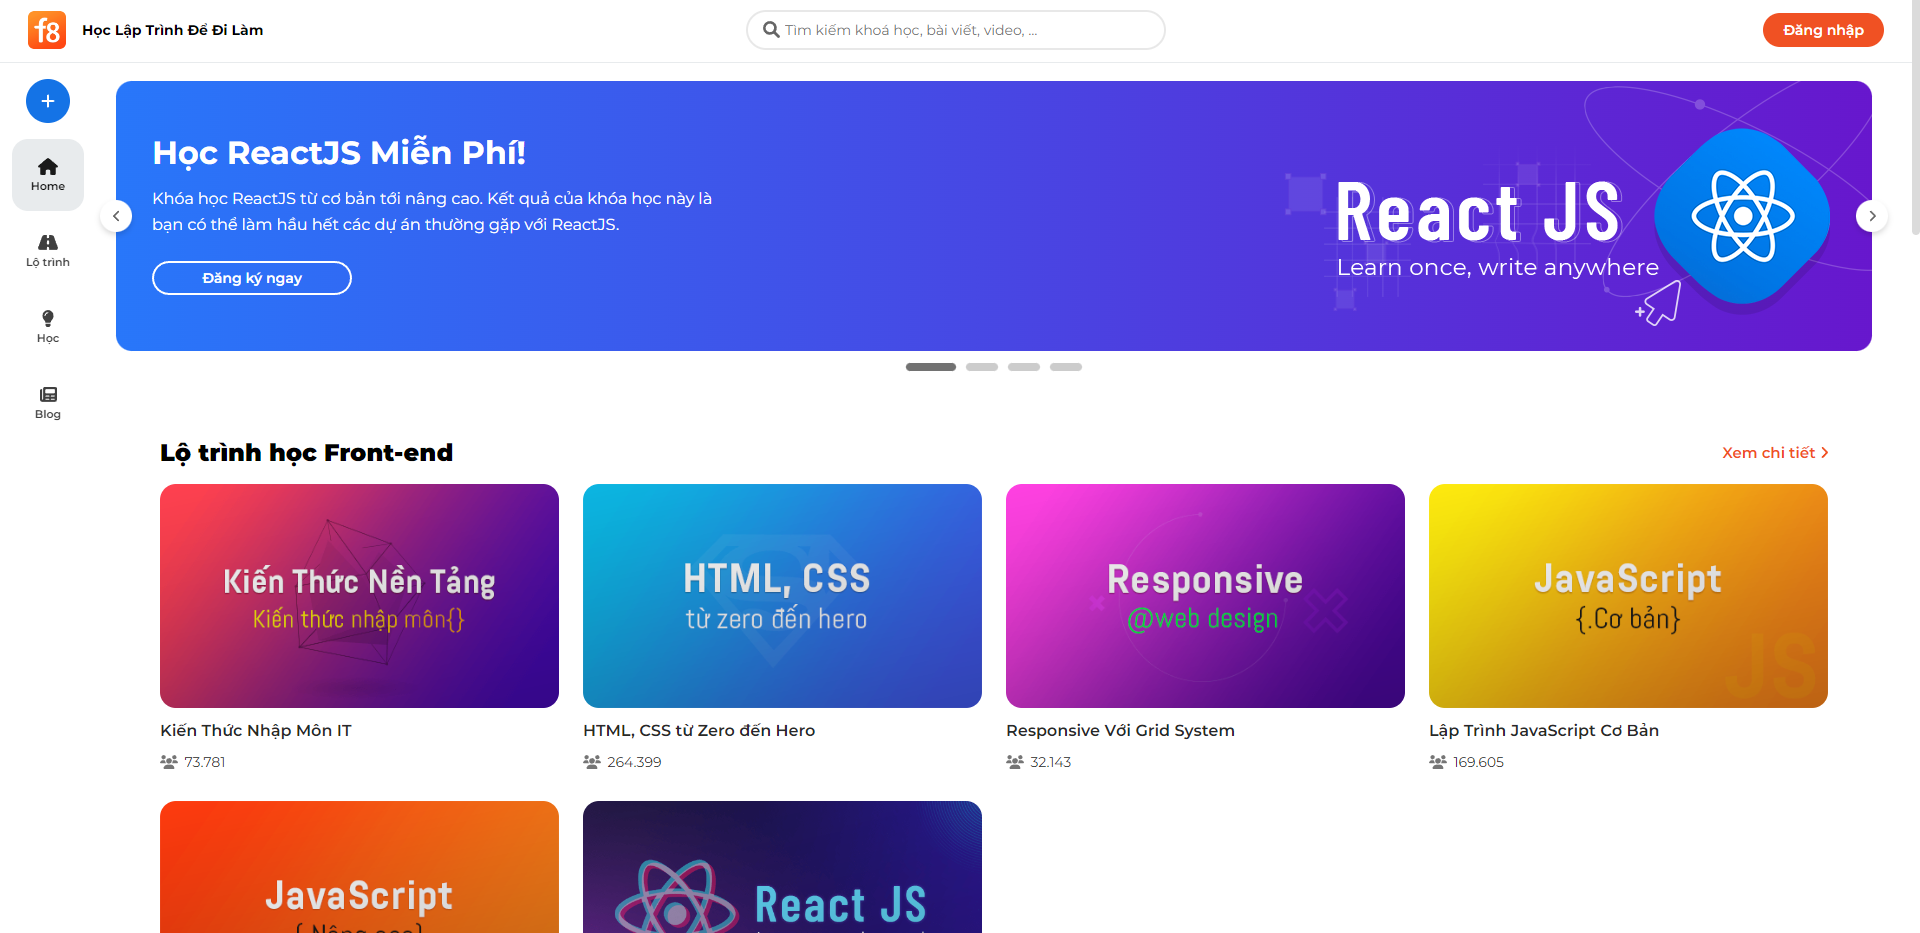 f8 Học Lập Trình Để Đi Làm
Tìm kiếm khoá học, bài viết, video, ...
Đăng nhập
Home
Lộ trình
Học
Blog
Học ReactJS Miễn Phí!
Khóa học ReactJS từ cơ bản tới nâng cao. Kết quả của khóa học này là
bạn có thể làm hầu hết các dự án thường gặp với ReactJS.
Đăng ký ngay
React JS
Learn once, write anywhere
Lộ trình học Front-end
Xem chi tiết
Kiến Thức Nền Tảng
Kiến thức nhập môn{}
Kiến Thức Nhập Môn IT
73.781
HTML, CSS
từ zero đến hero
HTML, CSS từ Zero đến Hero
264.399
Responsive
@web design
Responsive Với Grid System
32.143
JavaScript
{.Cơ bản}
JS
Lập Trình JavaScript Cơ Bản
169.605
JavaScript
{.Nâng cao}
React JS